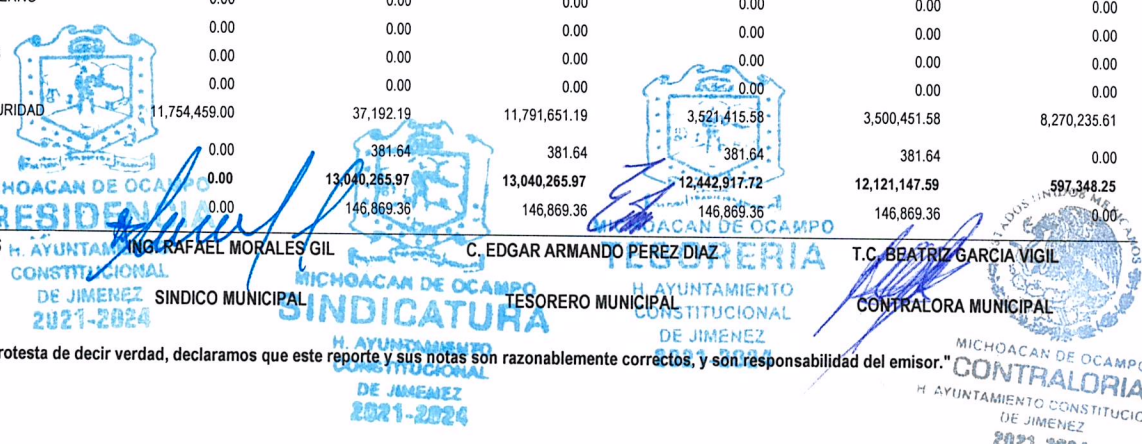 0.00 0.00 0.00 0.00 0.00
0.00 0.00 0.00 0.00 0.00 0.00
0.00 0.00 0.00 0.00 0.00 0.00
0.00 0.00 0.00 0.00 0.00 0.00
URIDAD 11,754,459.00 37,192.19 11,791,651.19 3,521,415.58 3,500,451.58 8,270,235.61
0.00 381.64 381.64 381.64 381.64 0.00
0.00 13,040,265.97 13,040,265.97 12,442,917.72 12,121,147.59 597,348.25
0.00 146,869.36 146,869.36 146,869.36 146,869.36 0.00
ING. RAFAEL MORALES GIL C. EDGAR ARMANDO PEREZ DIAZ T.C. BEATRIZ GARCIA VIGIL
SINDICO MUNICIPAL TESORERO MUNICIPAL CONTRALORA MUNICIPAL
rotesta de decir verdad, declaramos que este reporte y sus notas son razonablemente correctos, y son responsabilidad del emisor."
HOACAN DE OCAMPO
RESIDENCIA
H. AYUNTAMIENTO
CONSTITUCIONAL
DE JIMENEZ
2021-2024
MICHOACAN DE OCAMPO
SINDICATURA
H. AYUNTAMIENTO
CONSTITUCIONAL
DE JIMENEZ
2021-2024
MICHOACAN DE OCAMPO
TESORERIA
H. AYUNTAMIENTO
CONSTITUCIONAL
DE JIMENEZ
2021-2024
ESTADOS UNIDOS MEXICANOS
MICHOACAN DE OCAMPO
CONTRALORIA
H. AYUNTAMIENTO CONSTITUCIO
DE JIMENEZ